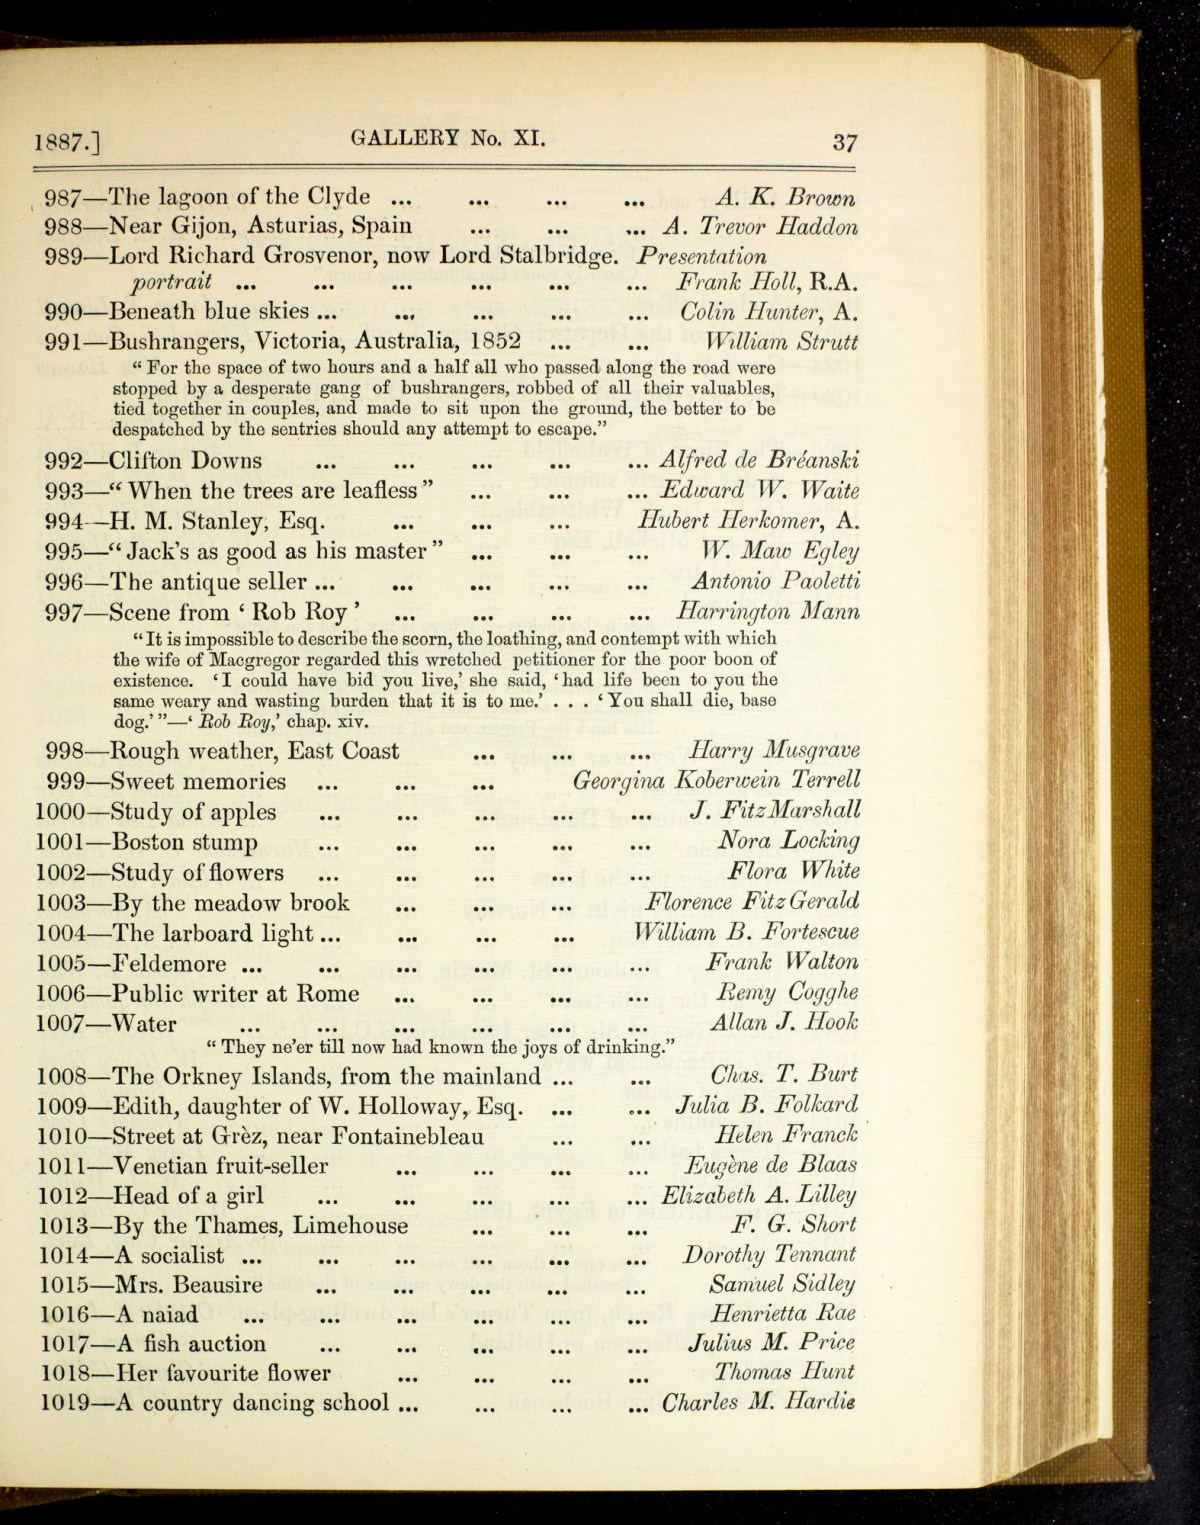 1887.] GALLERY No. XI. 37
987—The lagoon of the Clyde ... ... ... ... A. K. Brown
988—Near Gijon, Asturias, Spain ... ... ... A. Trevor Haddon
989—Lord Richard Grosvenor, now Lord Stalbridge. Presentation
portrait ... ... ... ... ... ... Frank Holl, R.A.
990—Beneath blue skies ... ... ... ... ... Colin Hunter, A.
991—Bushrangers, Victoria, Australia, 1852 ... ... William Strutt
“ For the space of two hours and a half all who passed along the road were
stopped by a desperate gang of bushrangers, robbed of all their valuables,
tied together in couples, and made to sit upon the ground, the better to be
despatched by the sentries should any attempt to escape.”
992—Clifton Downs ... ... ... ... ... Alfred de Bréanski
993—“ When the trees are leafless ” ... ... ... Edward W. Waite
994—H. M. Stanley, Esq. ... ... ... Hubert Herkomer, A.
995—“ Jack’s as good as his master ” ... ... ... W. Maw Egley
996—The antique seller ... ... ... ... ... Antonio Paoletti
997—Scene from ‘ Rob Roy ’ ... ... ... ... Harrington Mann
“ It is impossible to describe the scorn, the loathing, and contempt with which
the wife of Macgregor regarded this wretched petitioner for the poor boon of
existence. ‘ I could have bid you live,’ she said, ‘ had life been to you the
same weary and wasting burden that it is to me.’ . . . ‘ You shall die, base
dog.’ ”—‘ Rob Roy,’ chap. xiv.
998—Rough weather, East Coast ... ... ... Harry Musgrave
999—Sweet memories ... ... ... Georgina Koberwein Terrell
1000—Study of apples ... ... ... ... ... J. FitzMarshall
1001—Boston stump ... ... ... ... ... Nora Locking
1002—Study of flowers ... ... ... ... ... Flora White
1003—By the meadow brook ... ... ... Florence FitzGerald
1004—The larboard light ... ... ... ... William B. Fortescue
1005—Feldemore ... ... ... ... ... ... Frank Walton
1006—Public writer at Rome ... ... ... ... Remy Cogghe
1007—Water ... ... ... ... ... ... Allan J. Hook
“ They ne’er till now had known the joys of drinking.”
1008—The Orkney Islands, from the mainland ... ... Chas. T. Burt
1009—Edith, daughter of W. Holloway, Esq. ... ... Julia B. Folkard
1010—Street at Grèz, near Fontainebleau ... ... Helen Franck
1011—Venetian fruit-seller ... ... ... ... Eugène de Blaas
1012—Head of a girl ... ... ... ... ... Elizabeth A. Lilley
1013—By the Thames, Limehouse ... ... ... F. G. Short
1014—A socialist ... ... ... ... ... ... Dorothy Tennant
1015—Mrs. Beausire ... ... ... ... ... Samuel Sidley
1016—A naiad ... ... ... ... ... ... Henrietta Rae
1017—A fish auction ... ... ... ... ... Julius M. Price
1018—Her favourite flower ... ... ... ... Thomas Hunt
1019—A country dancing school ... ... ... ... Charles M. Hardie